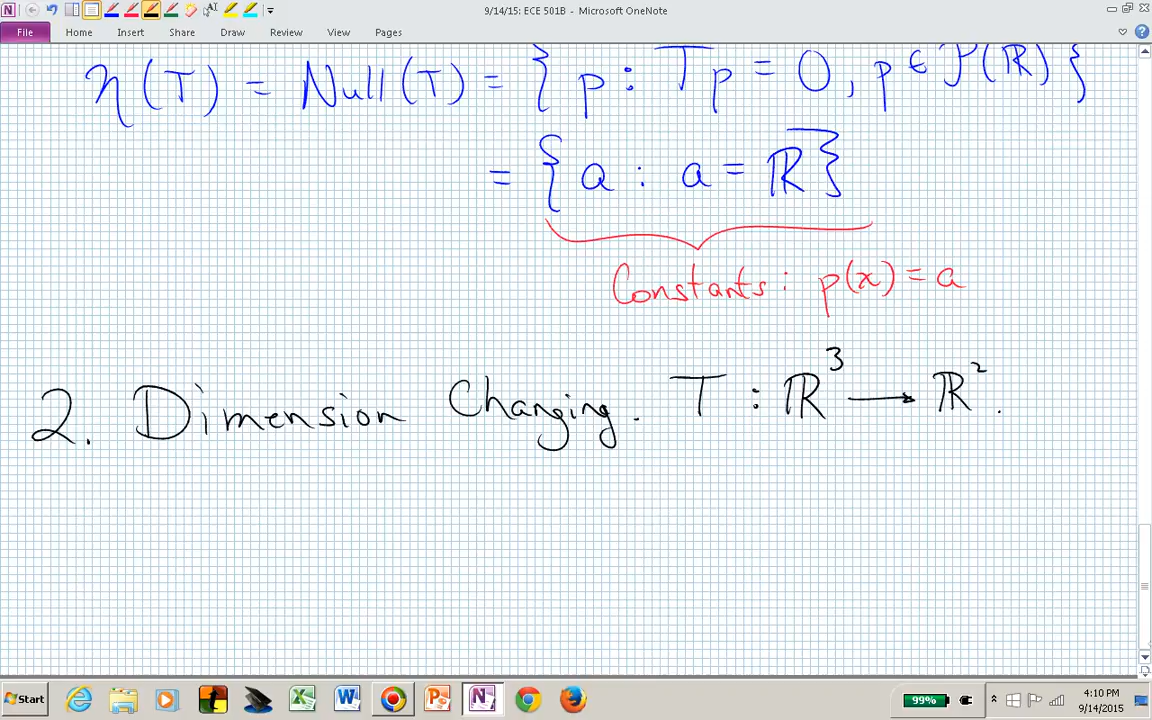 9/14/15: ECE 501B - Microsoft OneNote
File Home Insert Share Draw Review View Pages
η(T) = Null(T) = { p : Tp = 0, p ∈ P(ℝ) }
= { a : a = ℝ }
Constants: p(x) = a
2. Dimension Changing. T : ℝ³ → ℝ².
Start
99%
4:10 PM
9/14/2015